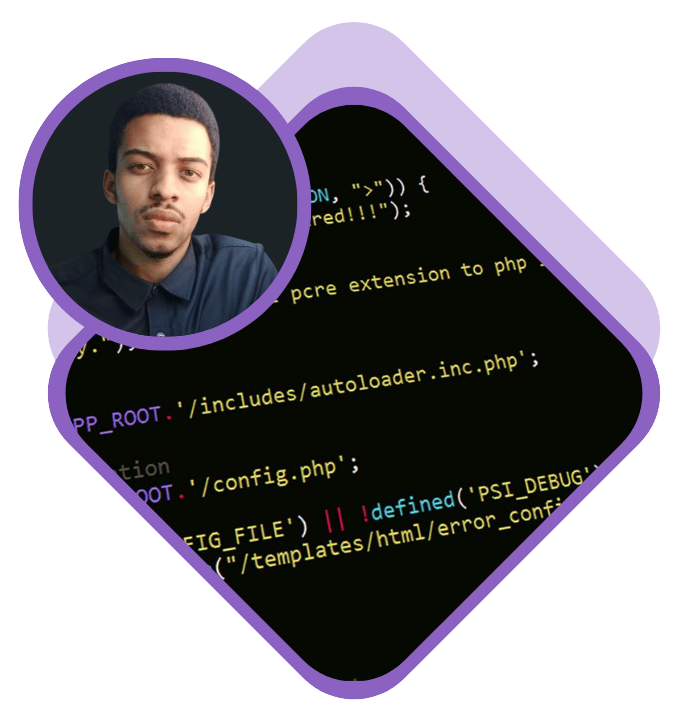 ON, ">")) {
red!!!");
pcre extension to php
y.");
PP_ROOT.'/includes/autoloader.inc.php';
tion
OOT.'/config.php';
FIG_FILE') || !defined('PSI_DEBUG')
("/templates/html/error_confi